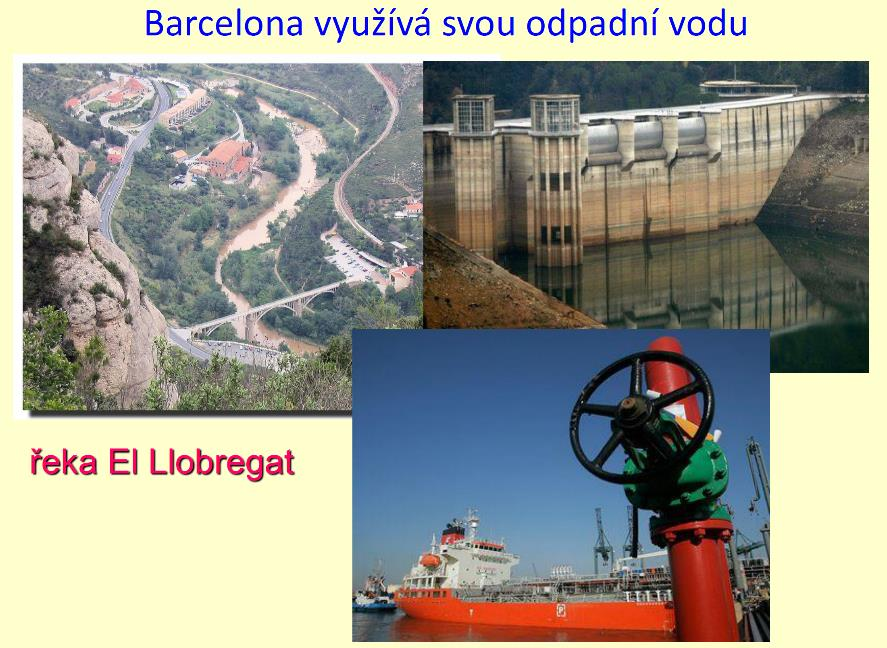 Barcelona využívá svou odpadní vodu
řeka El Llobregat
P